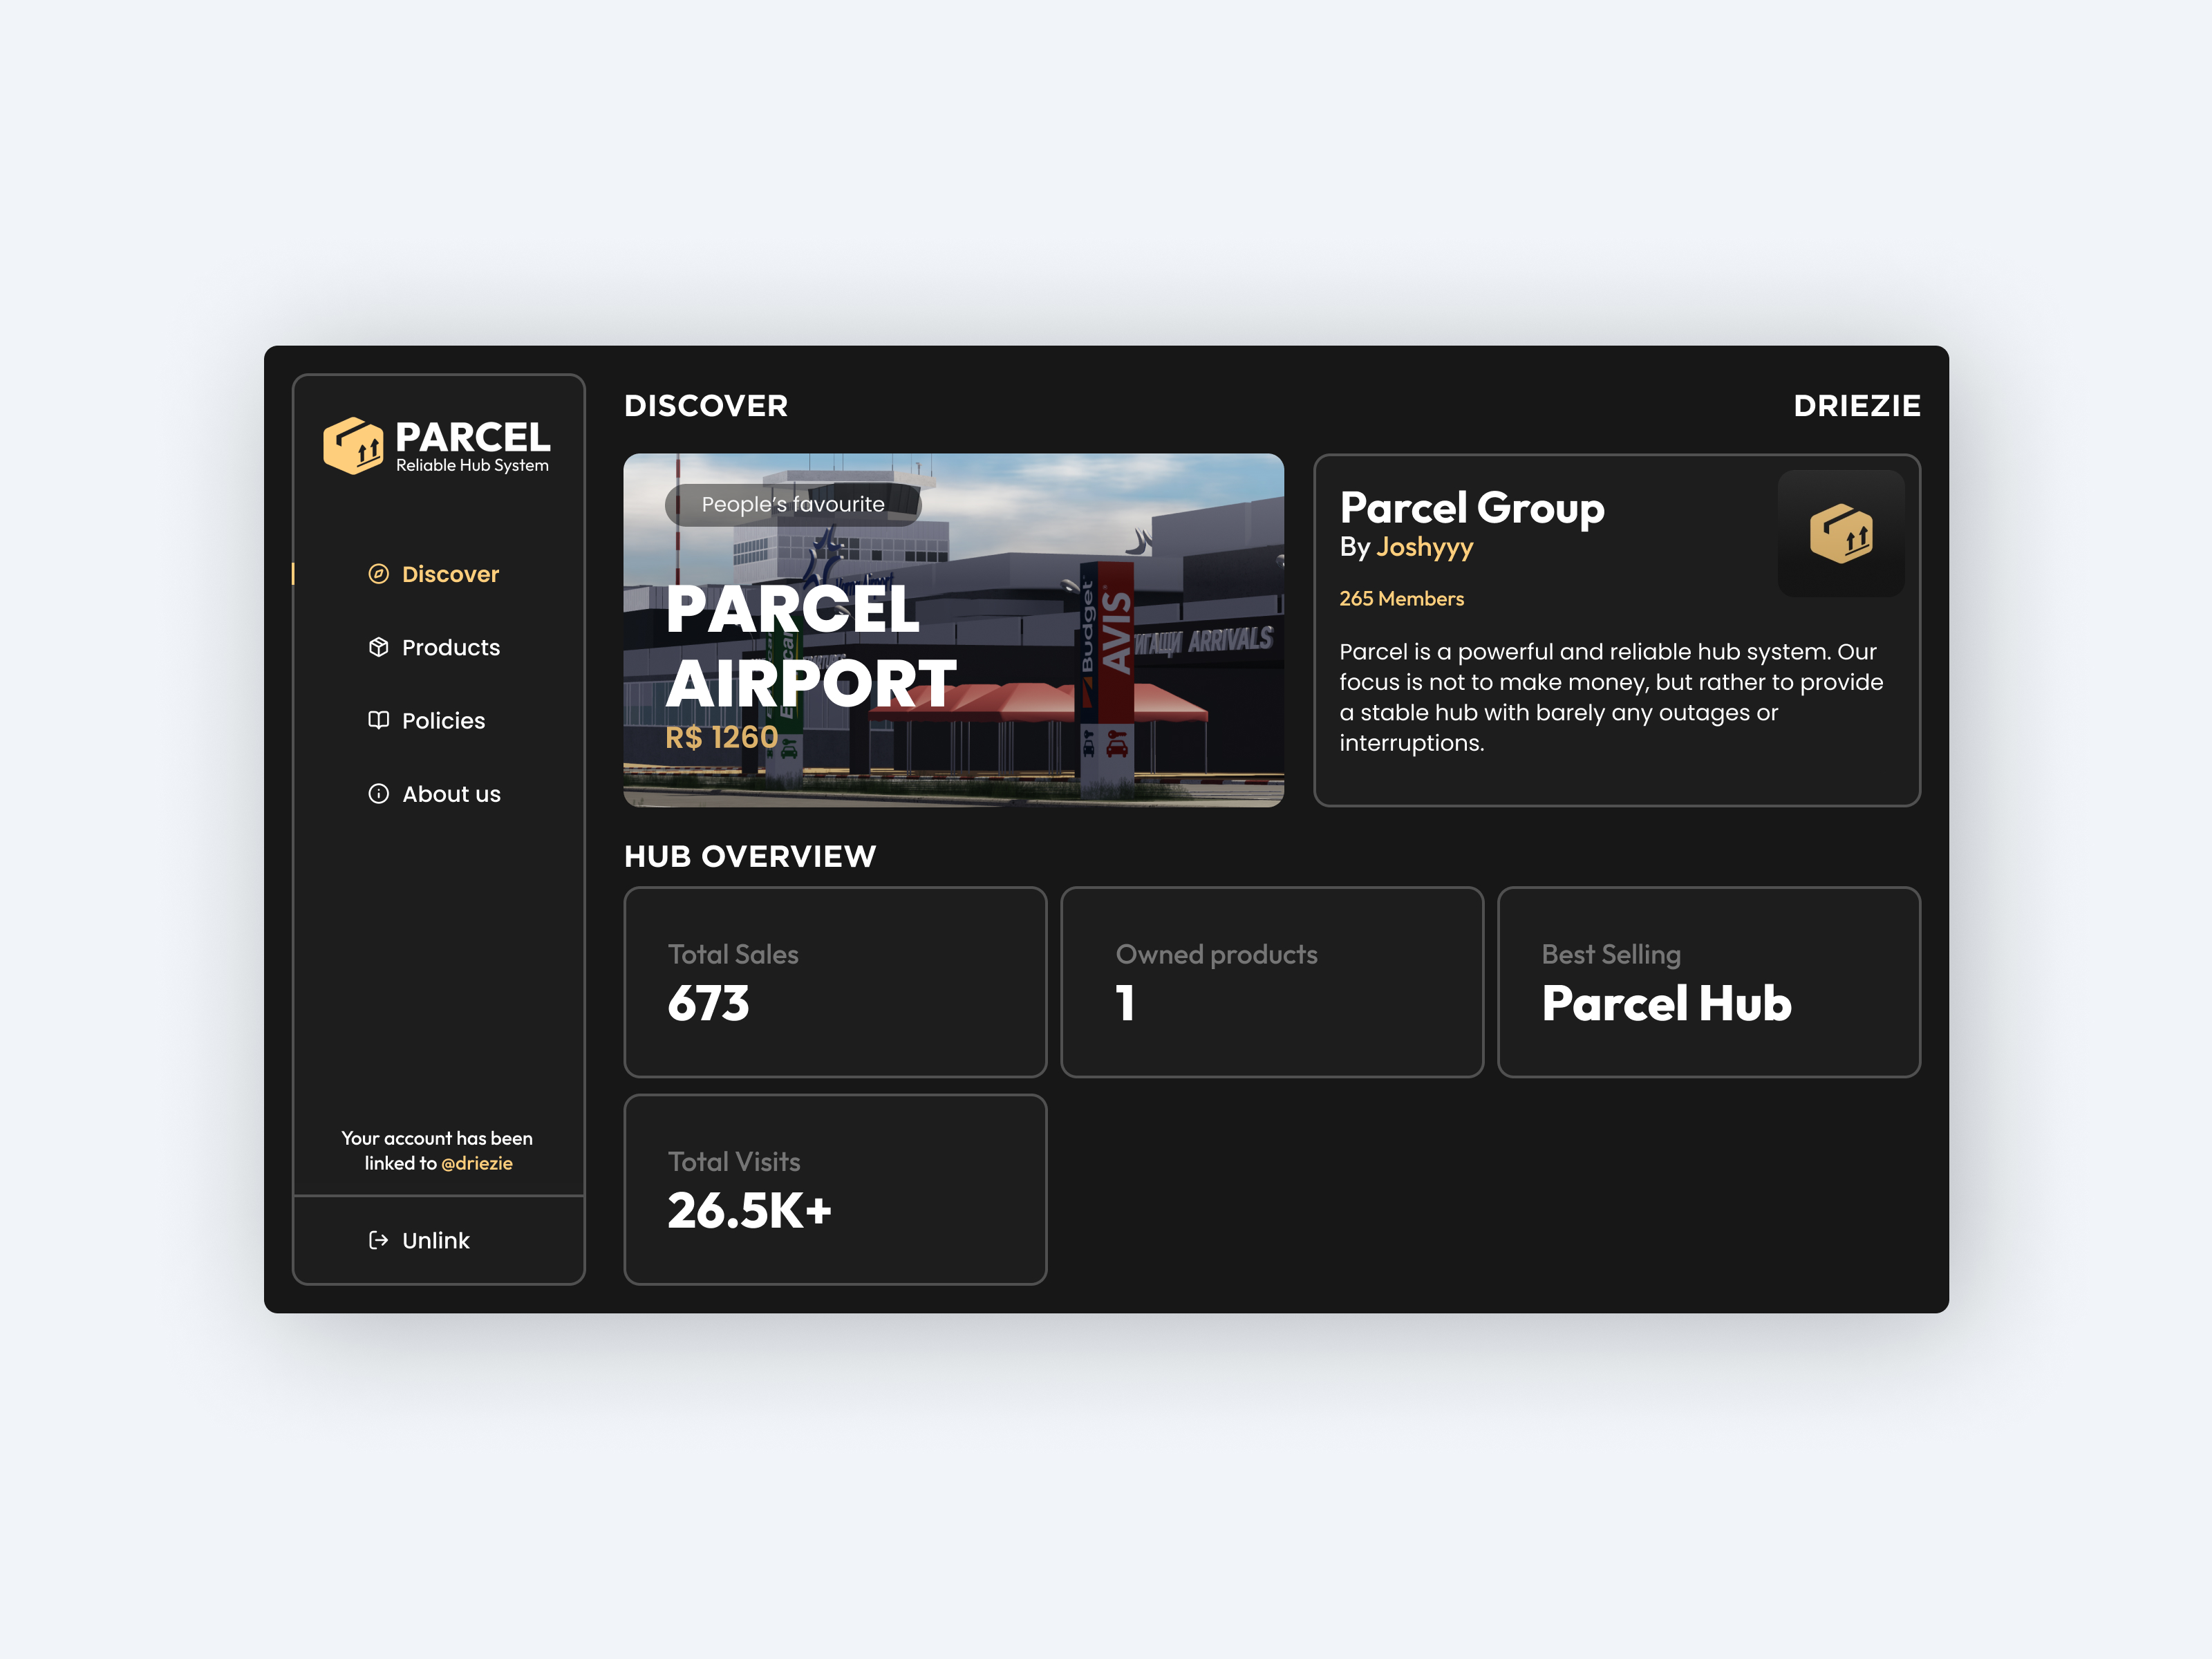 PARCEL
Reliable Hub System
Discover
Products
Policies
About us
Your account has been
linked to @driezie
Unlink
DISCOVER
DRIEZIE
People's favourite
PARCEL
AIRPORT
R$ 1260
Budget
AVIS
ARRIVALS
Parcel Group
By Joshyyy
265 Members
Parcel is a powerful and reliable hub system. Our
focus is not to make money, but rather to provide
a stable hub with barely any outages or
interruptions.
HUB OVERVIEW
Total Sales
673
Owned products
1
Best Selling
Parcel Hub
Total Visits
26.5K+